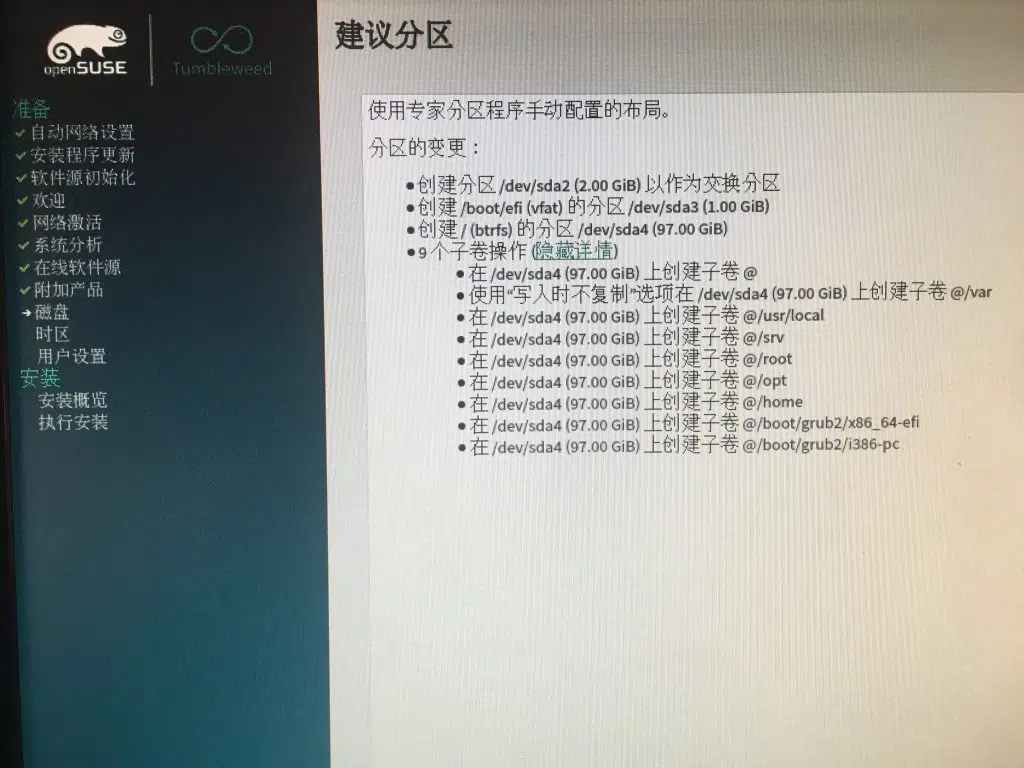 openSUSE
Tumbleweed
建议分区
准备
自动网络设置
安装程序更新
软件源初始化
欢迎
网络激活
系统分析
在线软件源
附加产品
磁盘
时区
用户设置
安装
安装概览
执行安装
使用专家分区程序手动配置的布局。
分区的变更：
创建分区 /dev/sda2 (2.00 GiB) 以作为交换分区
创建 /boot/efi (vfat) 的分区 /dev/sda3 (1.00 GiB)
创建 / (btrfs) 的分区 /dev/sda4 (97.00 GiB)
9 个子卷操作 (隐藏详情)
在 /dev/sda4 (97.00 GiB) 上创建子卷 @
使用“写入时不复制”选项在 /dev/sda4 (97.00 GiB) 上创建子卷 @/var
在 /dev/sda4 (97.00 GiB) 上创建子卷 @/usr/local
在 /dev/sda4 (97.00 GiB) 上创建子卷 @/srv
在 /dev/sda4 (97.00 GiB) 上创建子卷 @/root
在 /dev/sda4 (97.00 GiB) 上创建子卷 @/opt
在 /dev/sda4 (97.00 GiB) 上创建子卷 @/home
在 /dev/sda4 (97.00 GiB) 上创建子卷 @/boot/grub2/x86_64-efi
在 /dev/sda4 (97.00 GiB) 上创建子卷 @/boot/grub2/i386-pc